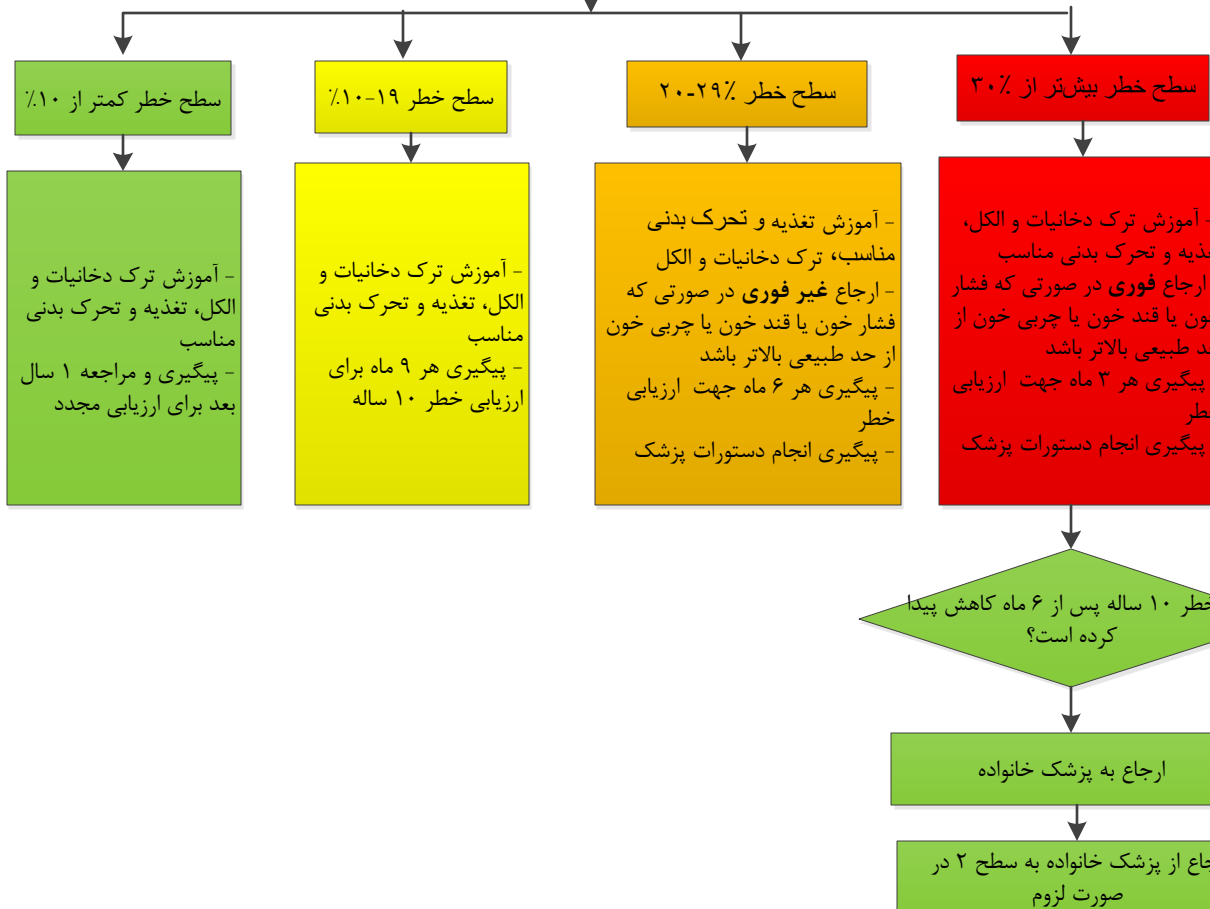 سطح خطر بیش‌تر از ۳۰٪
- آموزش ترک دخانیات و الکل،
و تحرک بدنی مناسب
ارجاع فوری در صورتی که فشار
یا قند خون یا چربی خون از
طبیعی بالاتر باشد
پیگیری هر ۳ ماه جهت ارزیابی
پیگیری انجام دستورات پزشک
سطح خطر ۲۰-۲۹٪
- آموزش تغذیه و تحرک بدنی
مناسب، ترک دخانیات و الکل
- ارجاع غیر فوری در صورتی که
فشار خون یا قند خون یا چربی خون
از حد طبیعی بالاتر باشد
- پیگیری هر ۶ ماه جهت ارزیابی
خطر
- پیگیری انجام دستورات پزشک
سطح خطر ۱۹-۱۰٪
- آموزش ترک دخانیات و
الکل، تغذیه و تحرک بدنی
مناسب
- پیگیری هر ۹ ماه برای
ارزیابی خطر ۱۰ ساله
سطح خطر کمتر از ۱۰٪
- آموزش ترک دخانیات و
الکل، تغذیه و تحرک بدنی
مناسب
- پیگیری و مراجعه ۱ سال
بعد برای ارزیابی مجدد
خطر ۱۰ ساله پس از ۶ ماه کاهش پیدا
کرده است؟
ارجاع به پزشک خانواده
از پزشک خانواده به سطح ۲ در
صورت لزوم